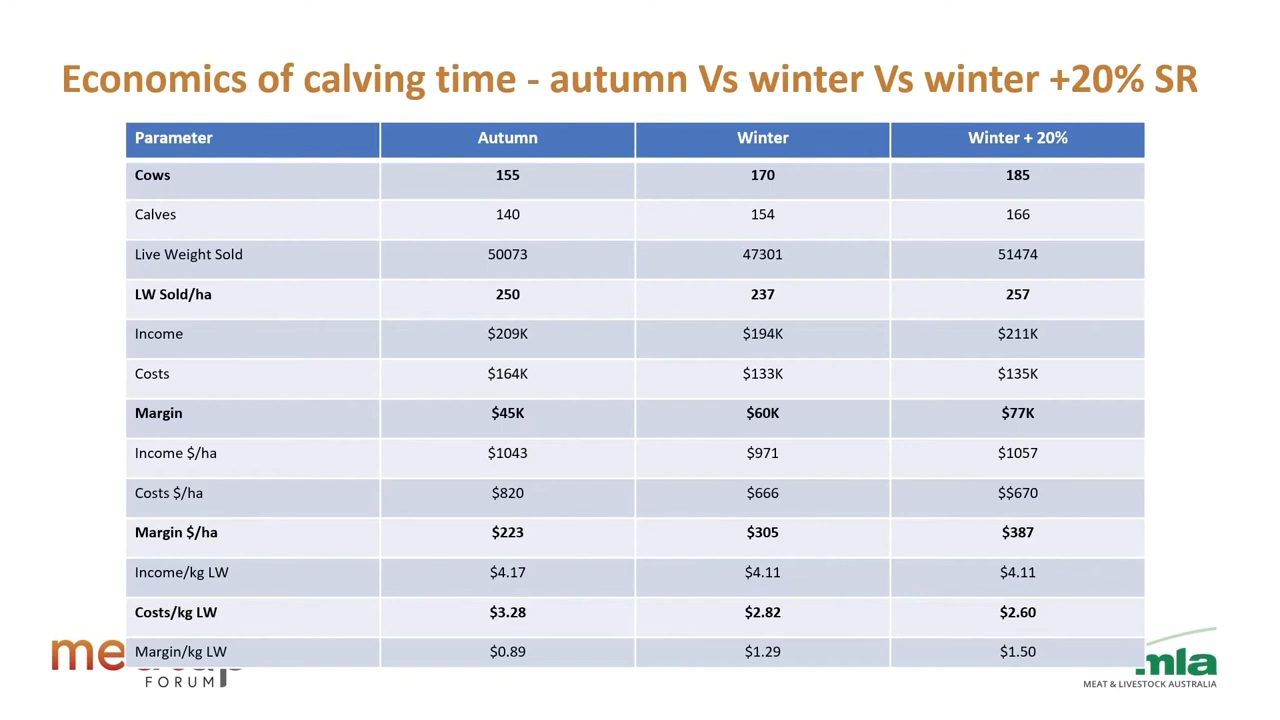 Economics of calving time - autumn Vs winter Vs winter +20% SR
Parameter Autumn Winter Winter + 20%
Cows 155 170 185
Calves 140 154 166
Live Weight Sold 50073 47301 51474
LW Sold/ha 250 237 257
Income $209K $194K $211K
Costs $164K $133K $135K
Margin $45K $60K $77K
Income $/ha $1043 $971 $1057
Costs $/ha $820 $666 $$670
Margin $/ha $223 $305 $387
Income/kg LW $4.17 $4.11 $4.11
Costs/kg LW $3.28 $2.82 $2.60
Margin/kg LW $0.89 $1.29 $1.50
FORUM
mla
MEAT & LIVESTOCK AUSTRALIA